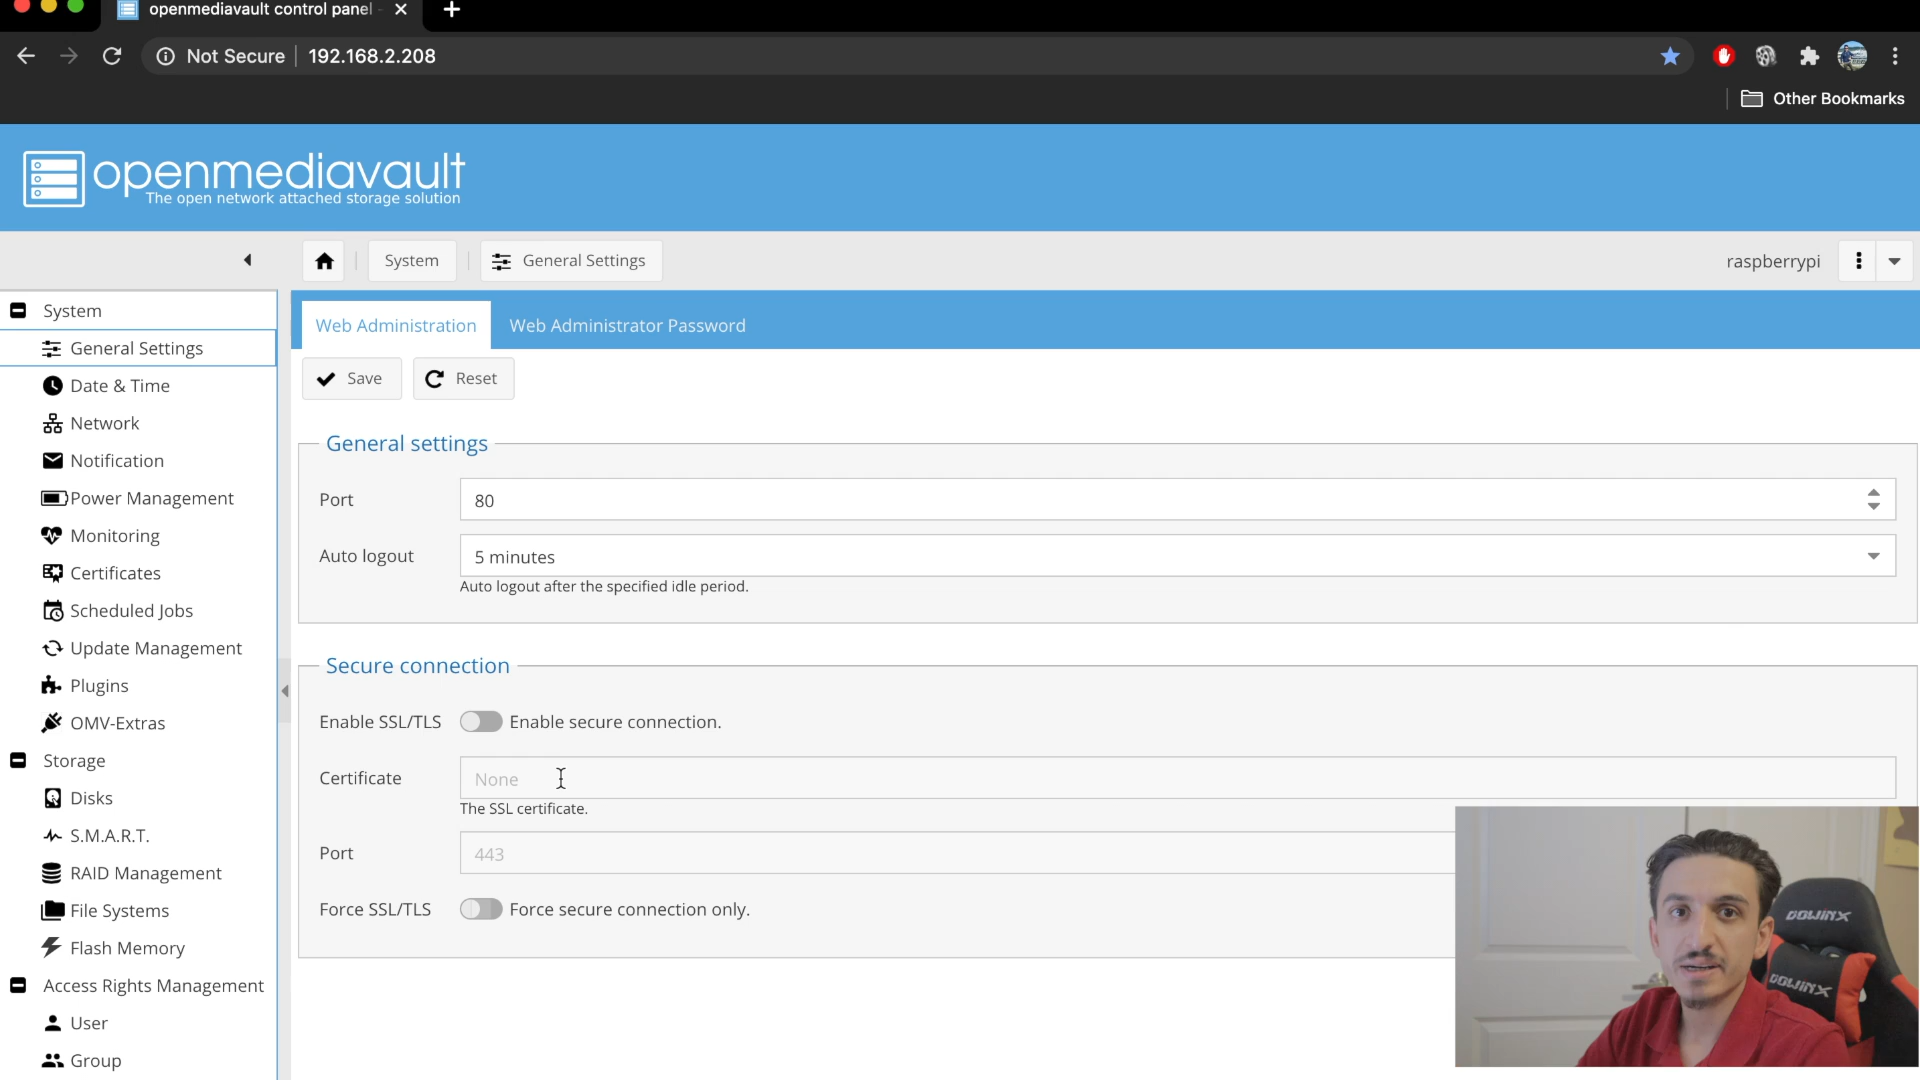 openmediavault control panel -
Not Secure 192.168.2.208
Other Bookmarks
openmediavault
The open network attached storage solution
System General Settings raspberrypi
System
General Settings
Date & Time
Network
Notification
Power Management
Monitoring
Certificates
Scheduled Jobs
Update Management
Plugins
OMV-Extras
Storage
Disks
S.M.A.R.T.
RAID Management
File Systems
Flash Memory
Access Rights Management
User
Group
Web Administration Web Administrator Password
Save Reset
General settings
Port 80
Auto logout 5 minutes
Auto logout after the specified idle period.
Secure connection
Enable SSL/TLS Enable secure connection.
Certificate None
The SSL certificate.
Port 443
Force SSL/TLS Force secure connection only.
DOWINX
DOWINX